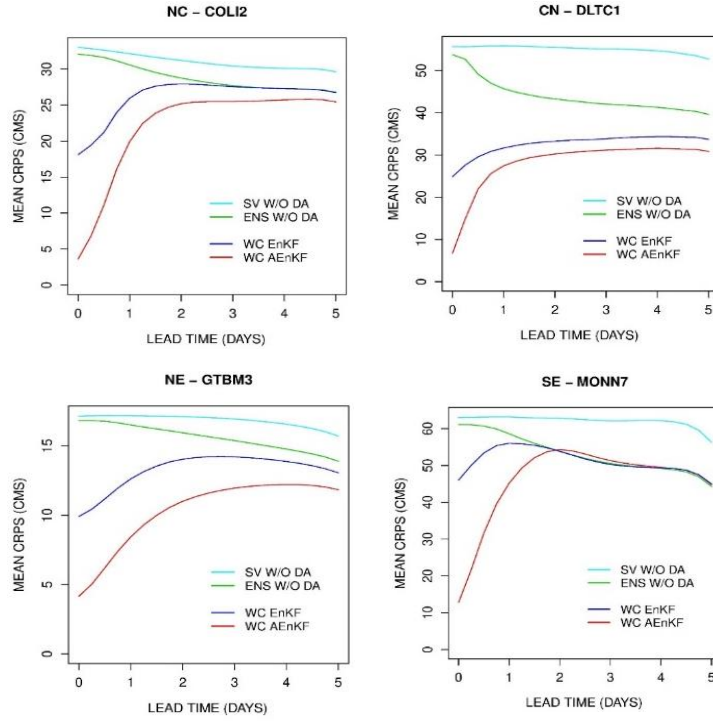 NC – COLI2
MEAN CRPS (CMS)
0 5 10 15 20 25 30
SV W/O DA
ENS W/O DA
WC EnKF
WC AEnKF
0 1 2 3 4 5
LEAD TIME (DAYS)
CN – DLTC1
MEAN CRPS (CMS)
0 10 20 30 40 50
SV W/O DA
ENS W/O DA
WC EnKF
WC AEnKF
0 1 2 3 4 5
LEAD TIME (DAYS)
NE – GTBM3
MEAN CRPS (CMS)
0 5 10 15
SV W/O DA
ENS W/O DA
WC EnKF
WC AEnKF
0 1 2 3 4 5
LEAD TIME (DAYS)
SE – MONN7
MEAN CRPS (CMS)
0 10 20 30 40 50 60
SV W/O DA
ENS W/O DA
WC EnKF
WC AEnKF
0 1 2 3 4 5
LEAD TIME (DAYS)